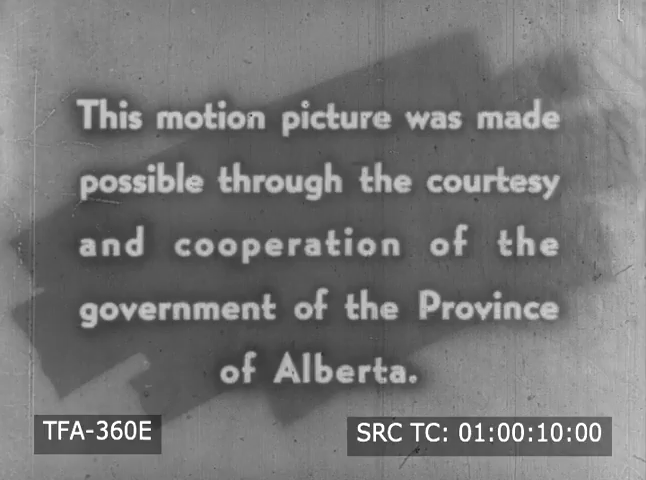 This motion picture was made
possible through the courtesy
and cooperation of the
government of the Province
of Alberta.
TFA-360E
SRC TC: 01:00:10:00